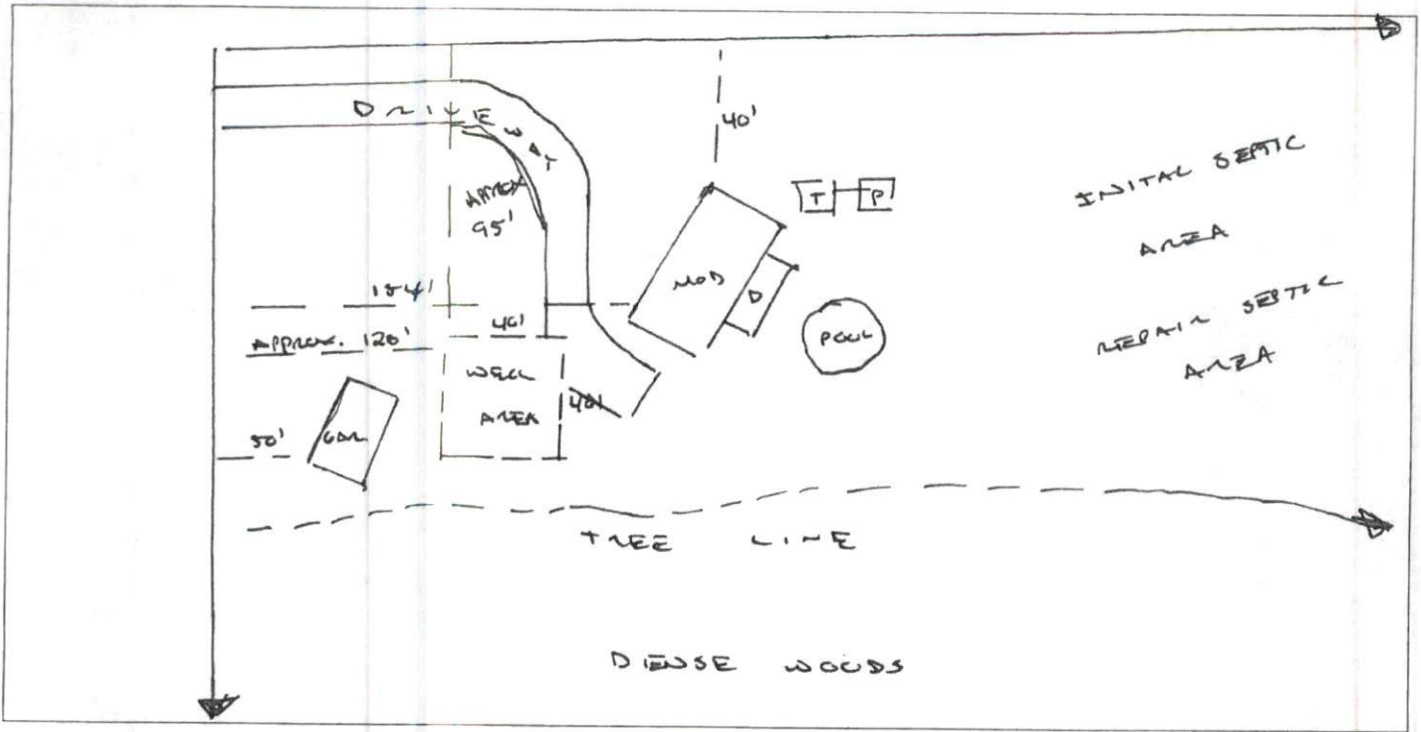 DRIVEWAY
40'
APPROX
95'
T
P
INITAL SEPTIC
AREA
MOD
D
154'
POOL
REPAIR SEPTIC
AREA
APPROX. 120'
40'
WELL
AREA
40'
50'
GAR
TREE LINE
DENSE WOODS